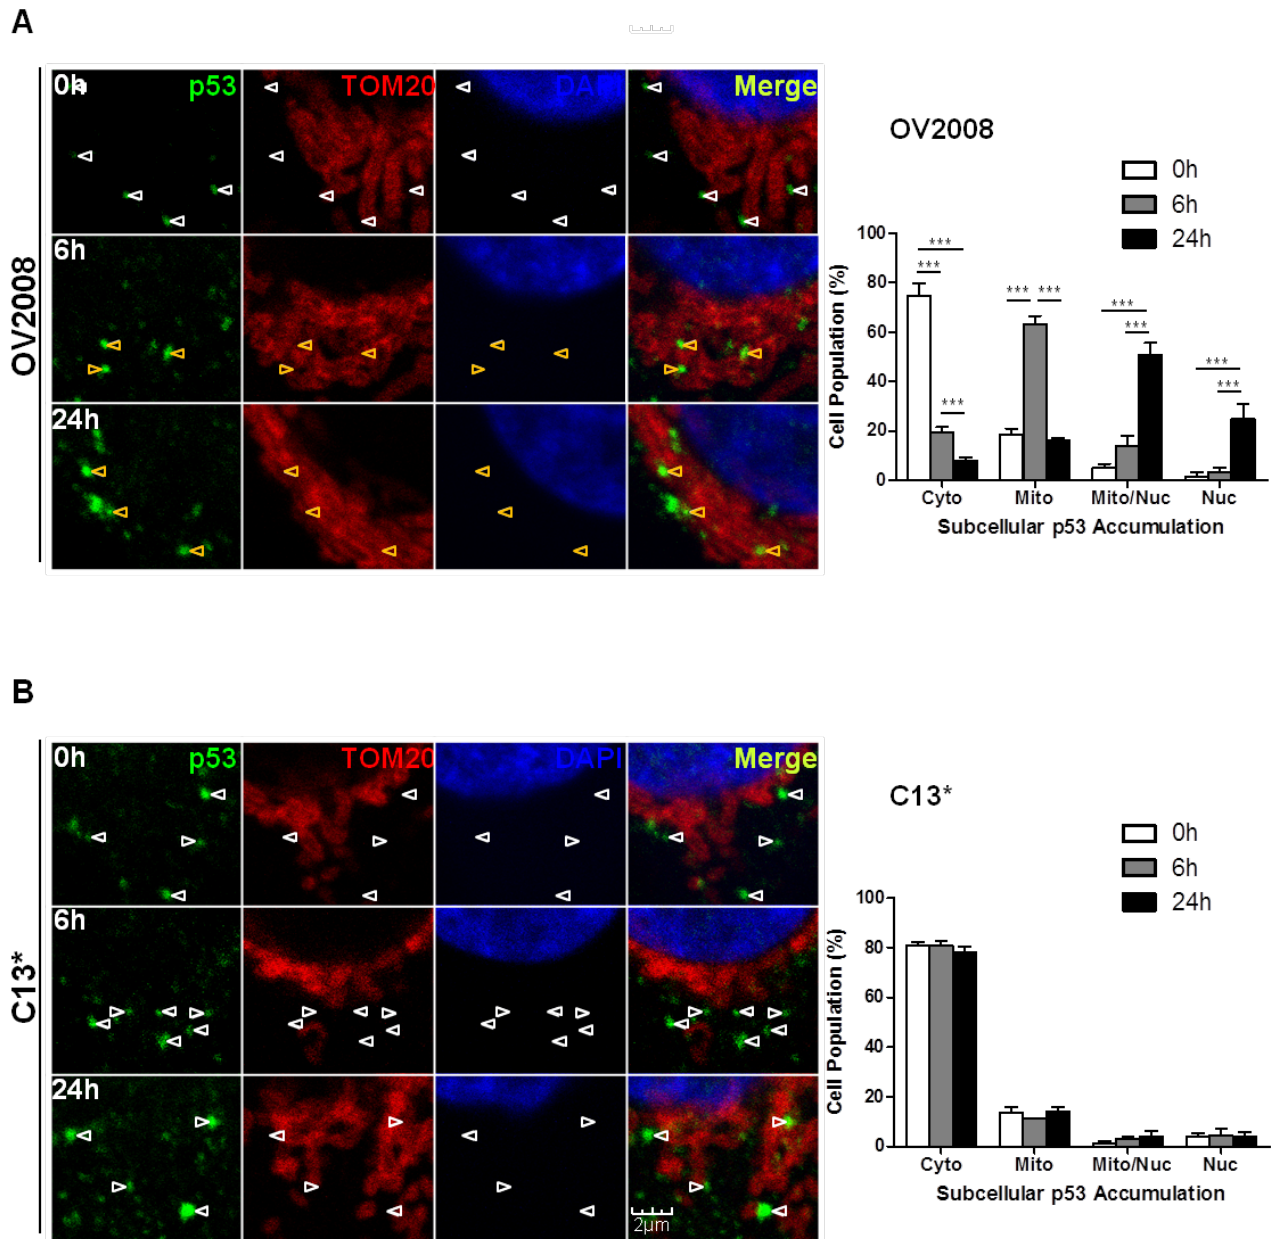 A
0h p53 TOM20 DAPI Merge
6h
24h
OV2008
OV2008
0h
6h
24h
100
80
60
40
20
0
Cell Population (%)
*** *** *** *** *** *** *** *** ***
Cyto Mito Mito/Nuc Nuc
Subcellular p53 Accumulation
B
0h p53 TOM20 DAPI Merge
6h
24h
2µm
C13*
C13*
0h
6h
24h
100
80
60
40
20
0
Cell Population (%)
Cyto Mito Mito/Nuc Nuc
Subcellular p53 Accumulation